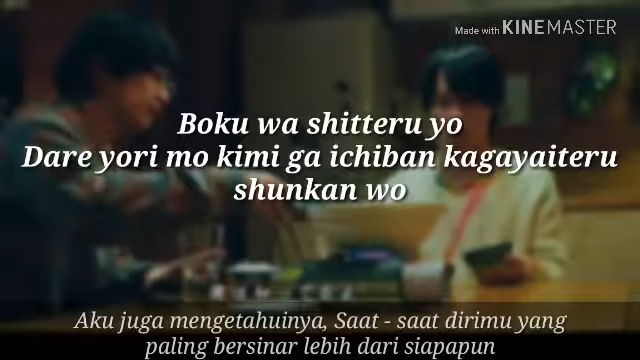 Made with KINEMASTER
Boku wa shitteru yo
Dare yori mo kimi ga ichiban kagayaiteru
shunkan wo
Aku juga mengetahuinya, Saat - saat dirimu yang
paling bersinar lebih dari siapapun